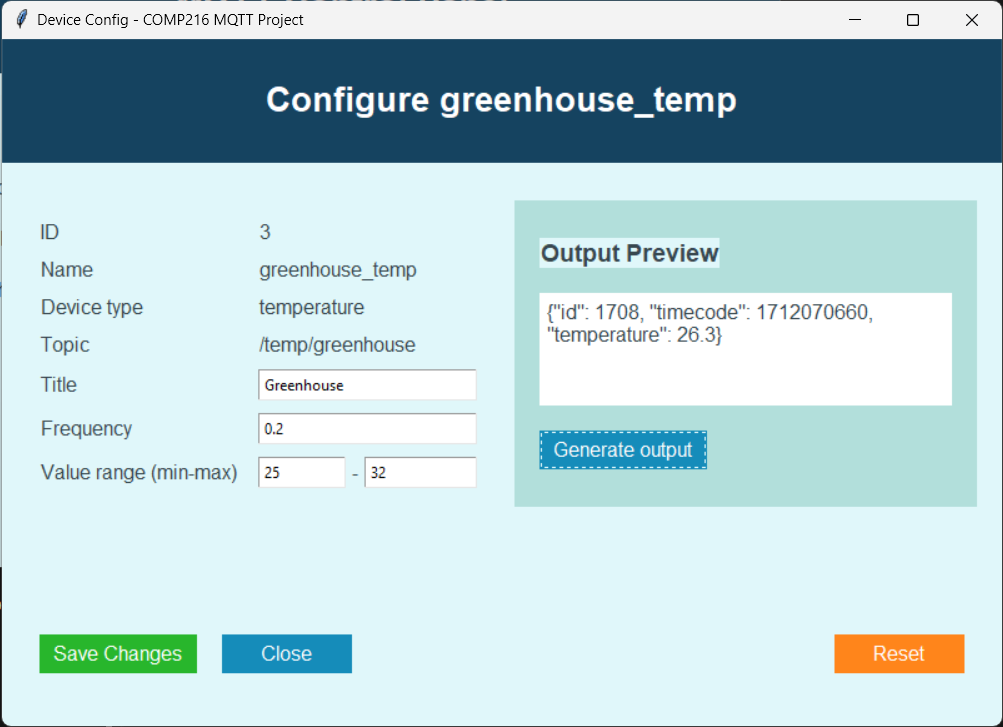 Device Config - COMP216 MQTT Project
Configure greenhouse_temp
ID 3
Name greenhouse_temp
Device type temperature
Topic /temp/greenhouse
Title Greenhouse
Frequency 0.2
Value range (min-max) 25 - 32
Output Preview
{"id": 1708, "timecode": 1712070660,
"temperature": 26.3}
Generate output
Save Changes Close Reset